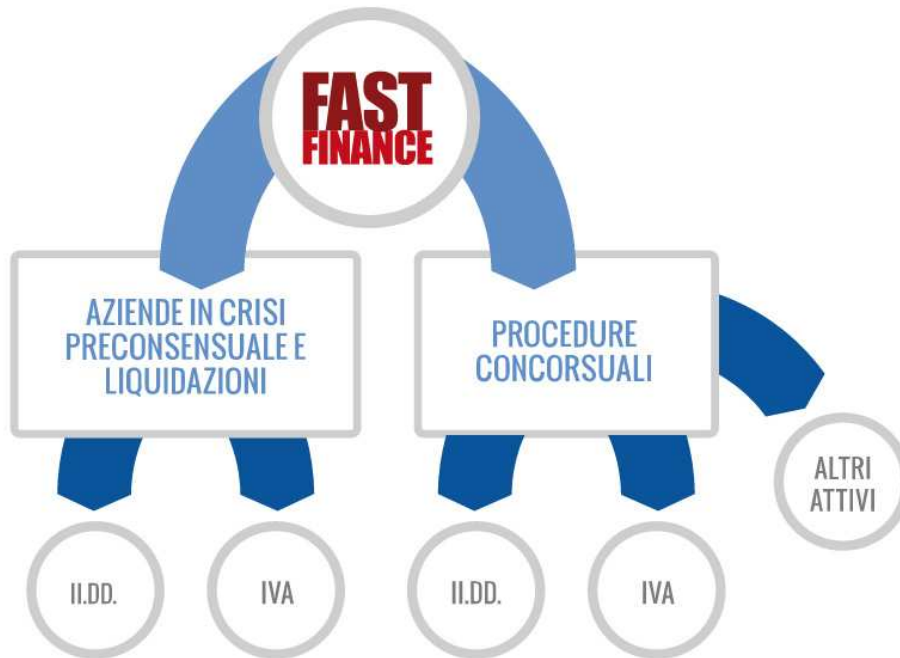 FAST
FINANCE
AZIENDE IN CRISI
PRECONSENSUALE E
LIQUIDAZIONI
PROCEDURE
CONCORSUALI
ALTRI
ATTIVI
II.DD.
IVA
II.DD.
IVA